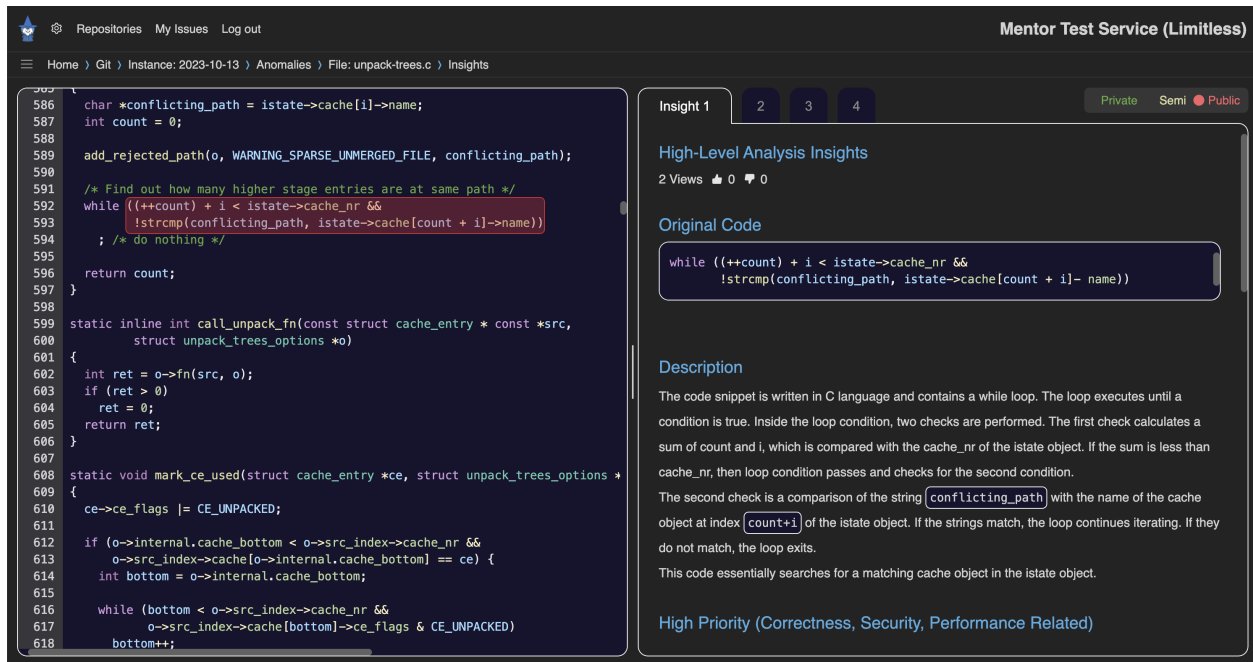 Repositories My Issues Log out
Mentor Test Service (Limitless)
Home > Git > Instance: 2023-10-13 > Anomalies > File: unpack-trees.c > Insights
585 {
586 char *conflicting_path = istate->cache[i]->name;
587 int count = 0;
588
589 add_rejected_path(o, WARNING_SPARSE_UNMERGED_FILE, conflicting_path);
590
591 /* Find out how many higher stage entries are at same path */
592 while ((++count) + i < istate->cache_nr &&
593 !strcmp(conflicting_path, istate->cache[count + i]->name))
594 ; /* do nothing */
595
596 return count;
597 }
598
599 static inline int call_unpack_fn(const struct cache_entry * const *src,
600 struct unpack_trees_options *o)
601 {
602 int ret = o->fn(src, o);
603 if (ret > 0)
604 ret = 0;
605 return ret;
606 }
607
608 static void mark_ce_used(struct cache_entry *ce, struct unpack_trees_options *
609 {
610 ce->ce_flags |= CE_UNPACKED;
611
612 if (o->internal.cache_bottom < o->src_index->cache_nr &&
613 o->src_index->cache[o->internal.cache_bottom] == ce) {
614 int bottom = o->internal.cache_bottom;
615
616 while (bottom < o->src_index->cache_nr &&
617 o->src_index->cache[bottom]->ce_flags & CE_UNPACKED)
618 bottom++;
Insight 1 2 3 4
Private Semi Public
High-Level Analysis Insights
2 Views 0 0
Original Code
while ((++count) + i < istate->cache_nr &&
!strcmp(conflicting_path, istate->cache[count + i]- name))
Description
The code snippet is written in C language and contains a while loop. The loop executes until a
condition is true. Inside the loop condition, two checks are performed. The first check calculates a
sum of count and i, which is compared with the cache_nr of the istate object. If the sum is less than
cache_nr, then loop condition passes and checks for the second condition.
The second check is a comparison of the string conflicting_path with the name of the cache
object at index count+i of the istate object. If the strings match, the loop continues iterating. If they
do not match, the loop exits.
This code essentially searches for a matching cache object in the istate object.
High Priority (Correctness, Security, Performance Related)